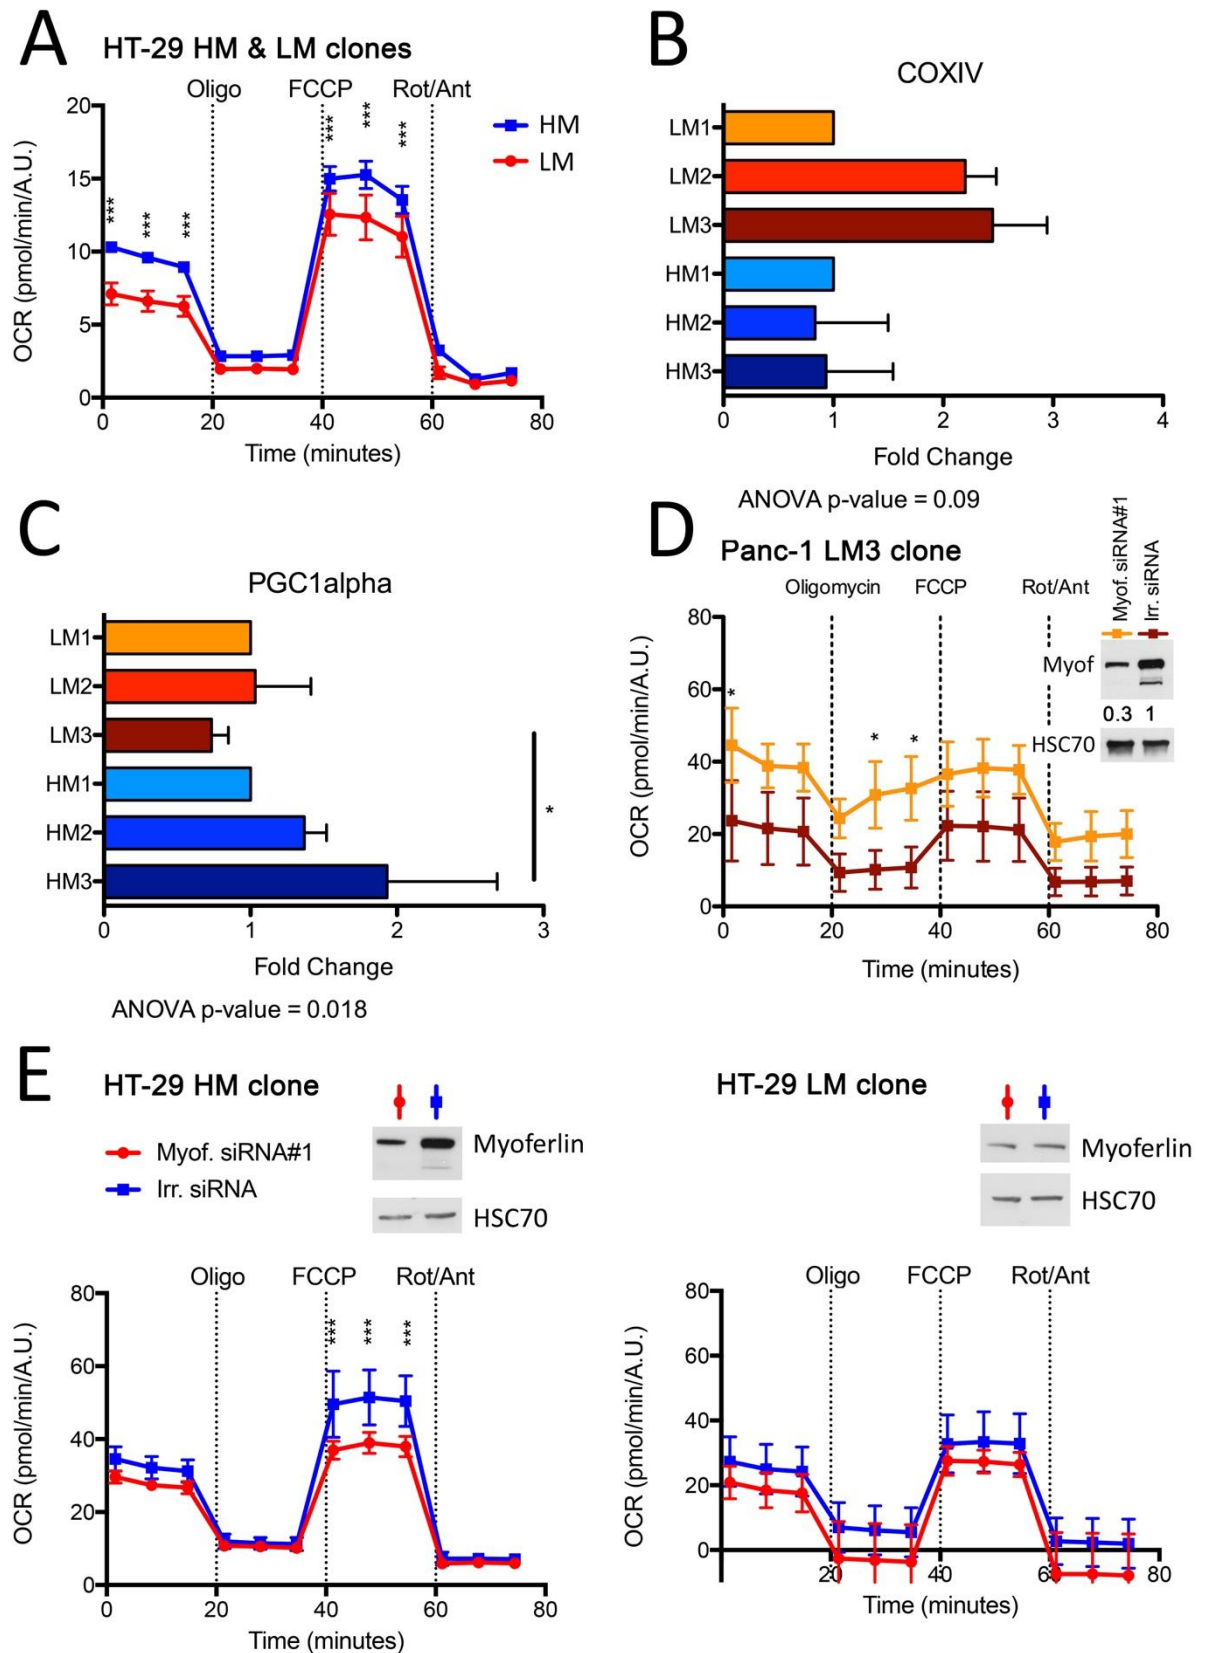 A
HT-29 HM & LM clones
Oligo FCCP Rot/Ant
*** *** *** *** *** ***
HM
LM
OCR (pmol/min/A.U.)
20
15
10
5
0
0 20 40 60 80
Time (minutes)
B
COXIV
LM1
LM2
LM3
HM1
HM2
HM3
0 1 2 3 4
Fold Change
ANOVA p-value = 0.09
C
PGC1alpha
LM1
LM2
LM3
HM1
HM2
HM3
*
0 1 2 3
Fold Change
ANOVA p-value = 0.018
D
Panc-1 LM3 clone
Oligomycin FCCP Rot/Ant
Myof. siRNA#1
Irr. siRNA
Myof
0.3 1
HSC70
* * *
OCR (pmol/min/A.U.)
80
60
40
20
0
0 20 40 60 80
Time (minutes)
E
HT-29 HM clone
Myof. siRNA#1
Irr. siRNA
Myoferlin
HSC70
Oligo FCCP Rot/Ant
*** *** ***
OCR (pmol/min/A.U.)
80
60
40
20
0
0 20 40 60 80
Time (minutes)
HT-29 LM clone
Myoferlin
HSC70
Oligo FCCP Rot/Ant
OCR (pmol/min/A.U.)
80
60
40
20
0
20 40 60 80
Time (minutes)